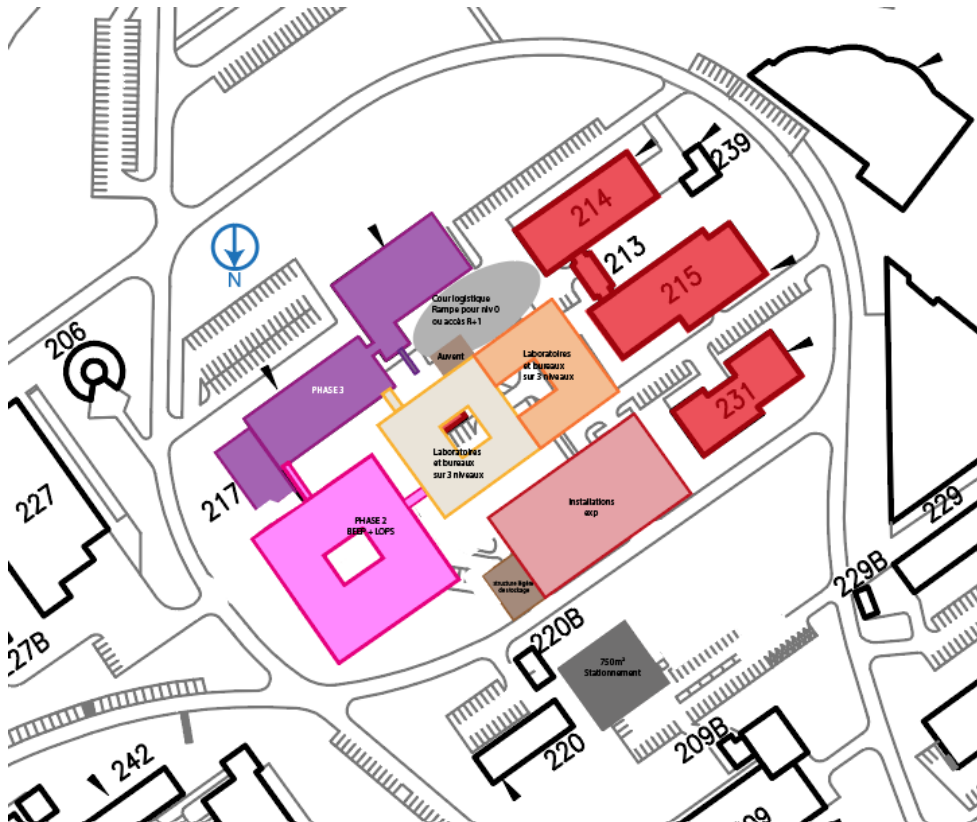 239
214
213
215
N
206
Cour logistique
Rampe pour niv 0
ou accès R+1
Auvent
Laboratoires
et bureaux
sur 3 niveaux
PHASE 3
231
Laboratoires
et bureaux
sur 3 niveaux
217
227
PHASE 2
BEEP + LOPS
Installations
exp
229
structure légère
de stockage
229B
27B
220B
750m²
Stationnement
220
209B
242
09